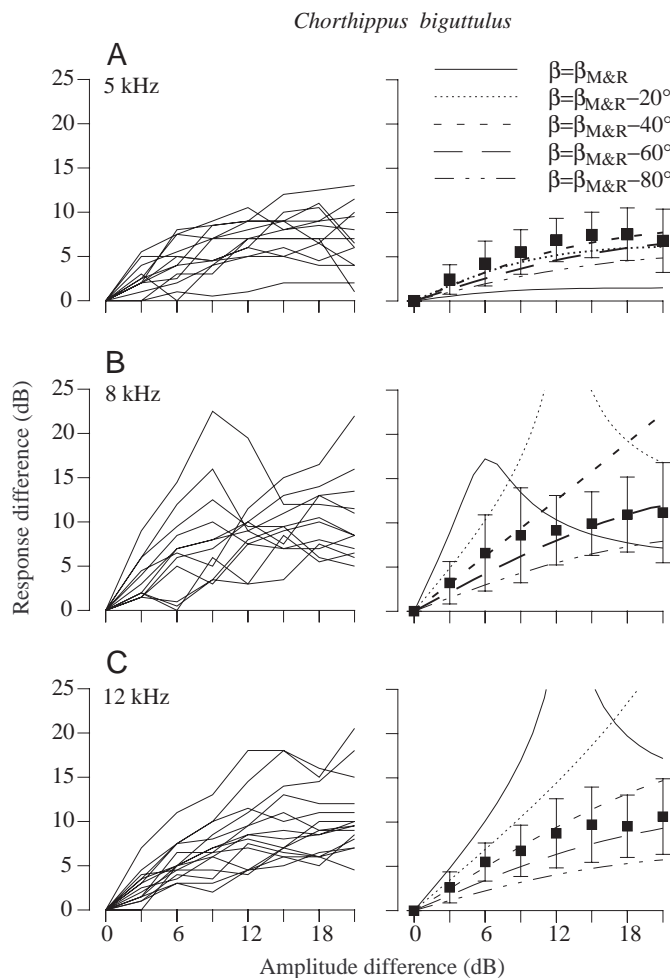 Chorthippus biguttulus
A
5 kHz
25
20
15
10
5
0
β=βM&R
β=βM&R−20°
β=βM&R−40°
β=βM&R−60°
β=βM&R−80°
B
8 kHz
25
20
15
10
5
0
Response difference (dB)
C
12 kHz
25
20
15
10
5
0
0 6 12 18
0 6 12 18
Amplitude difference (dB)